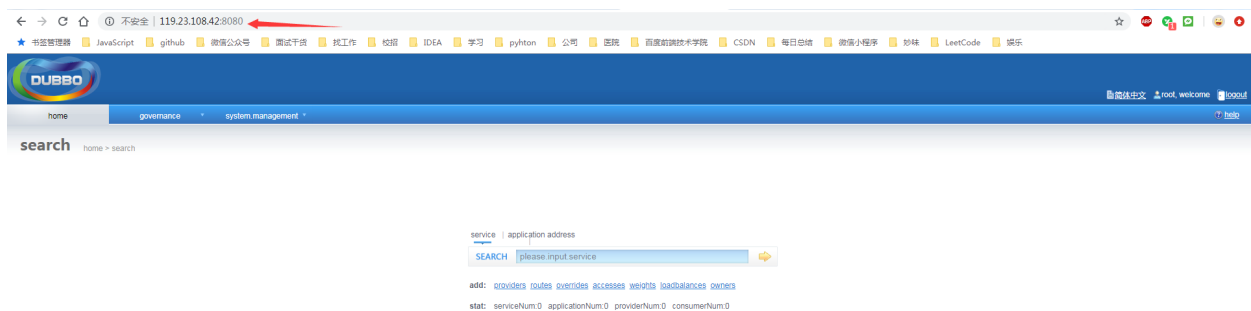 不安全 | 119.23.108.42:8080
书签管理器 JavaScript github 微信公众号 面试干货 找工作 校招 IDEA 学习 pyhton 公司 医院 百度前端技术学院 CSDN 每日总结 微信小程序 妙味 LeetCode 娱乐
DUBBO
简体中文 root, welcome logout
home governance system.management help
search home > search
service | application address
SEARCH please.input.service
add: providers routes overrides accesses weights loadbalances owners
stat: serviceNum:0 applicationNum:0 providerNum:0 consumerNum:0